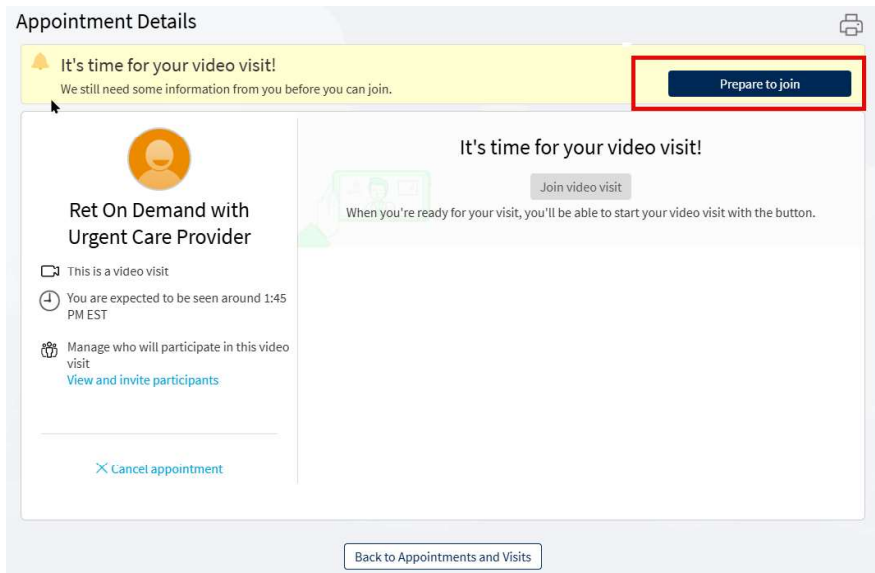 Appointment Details
It's time for your video visit!
We still need some information from you before you can join.
Prepare to join
Ret On Demand with
Urgent Care Provider
This is a video visit
You are expected to be seen around 1:45
PM EST
Manage who will participate in this video
visit
View and invite participants
Cancel appointment
It's time for your video visit!
Join video visit
When you're ready for your visit, you'll be able to start your video visit with the button.
Back to Appointments and Visits